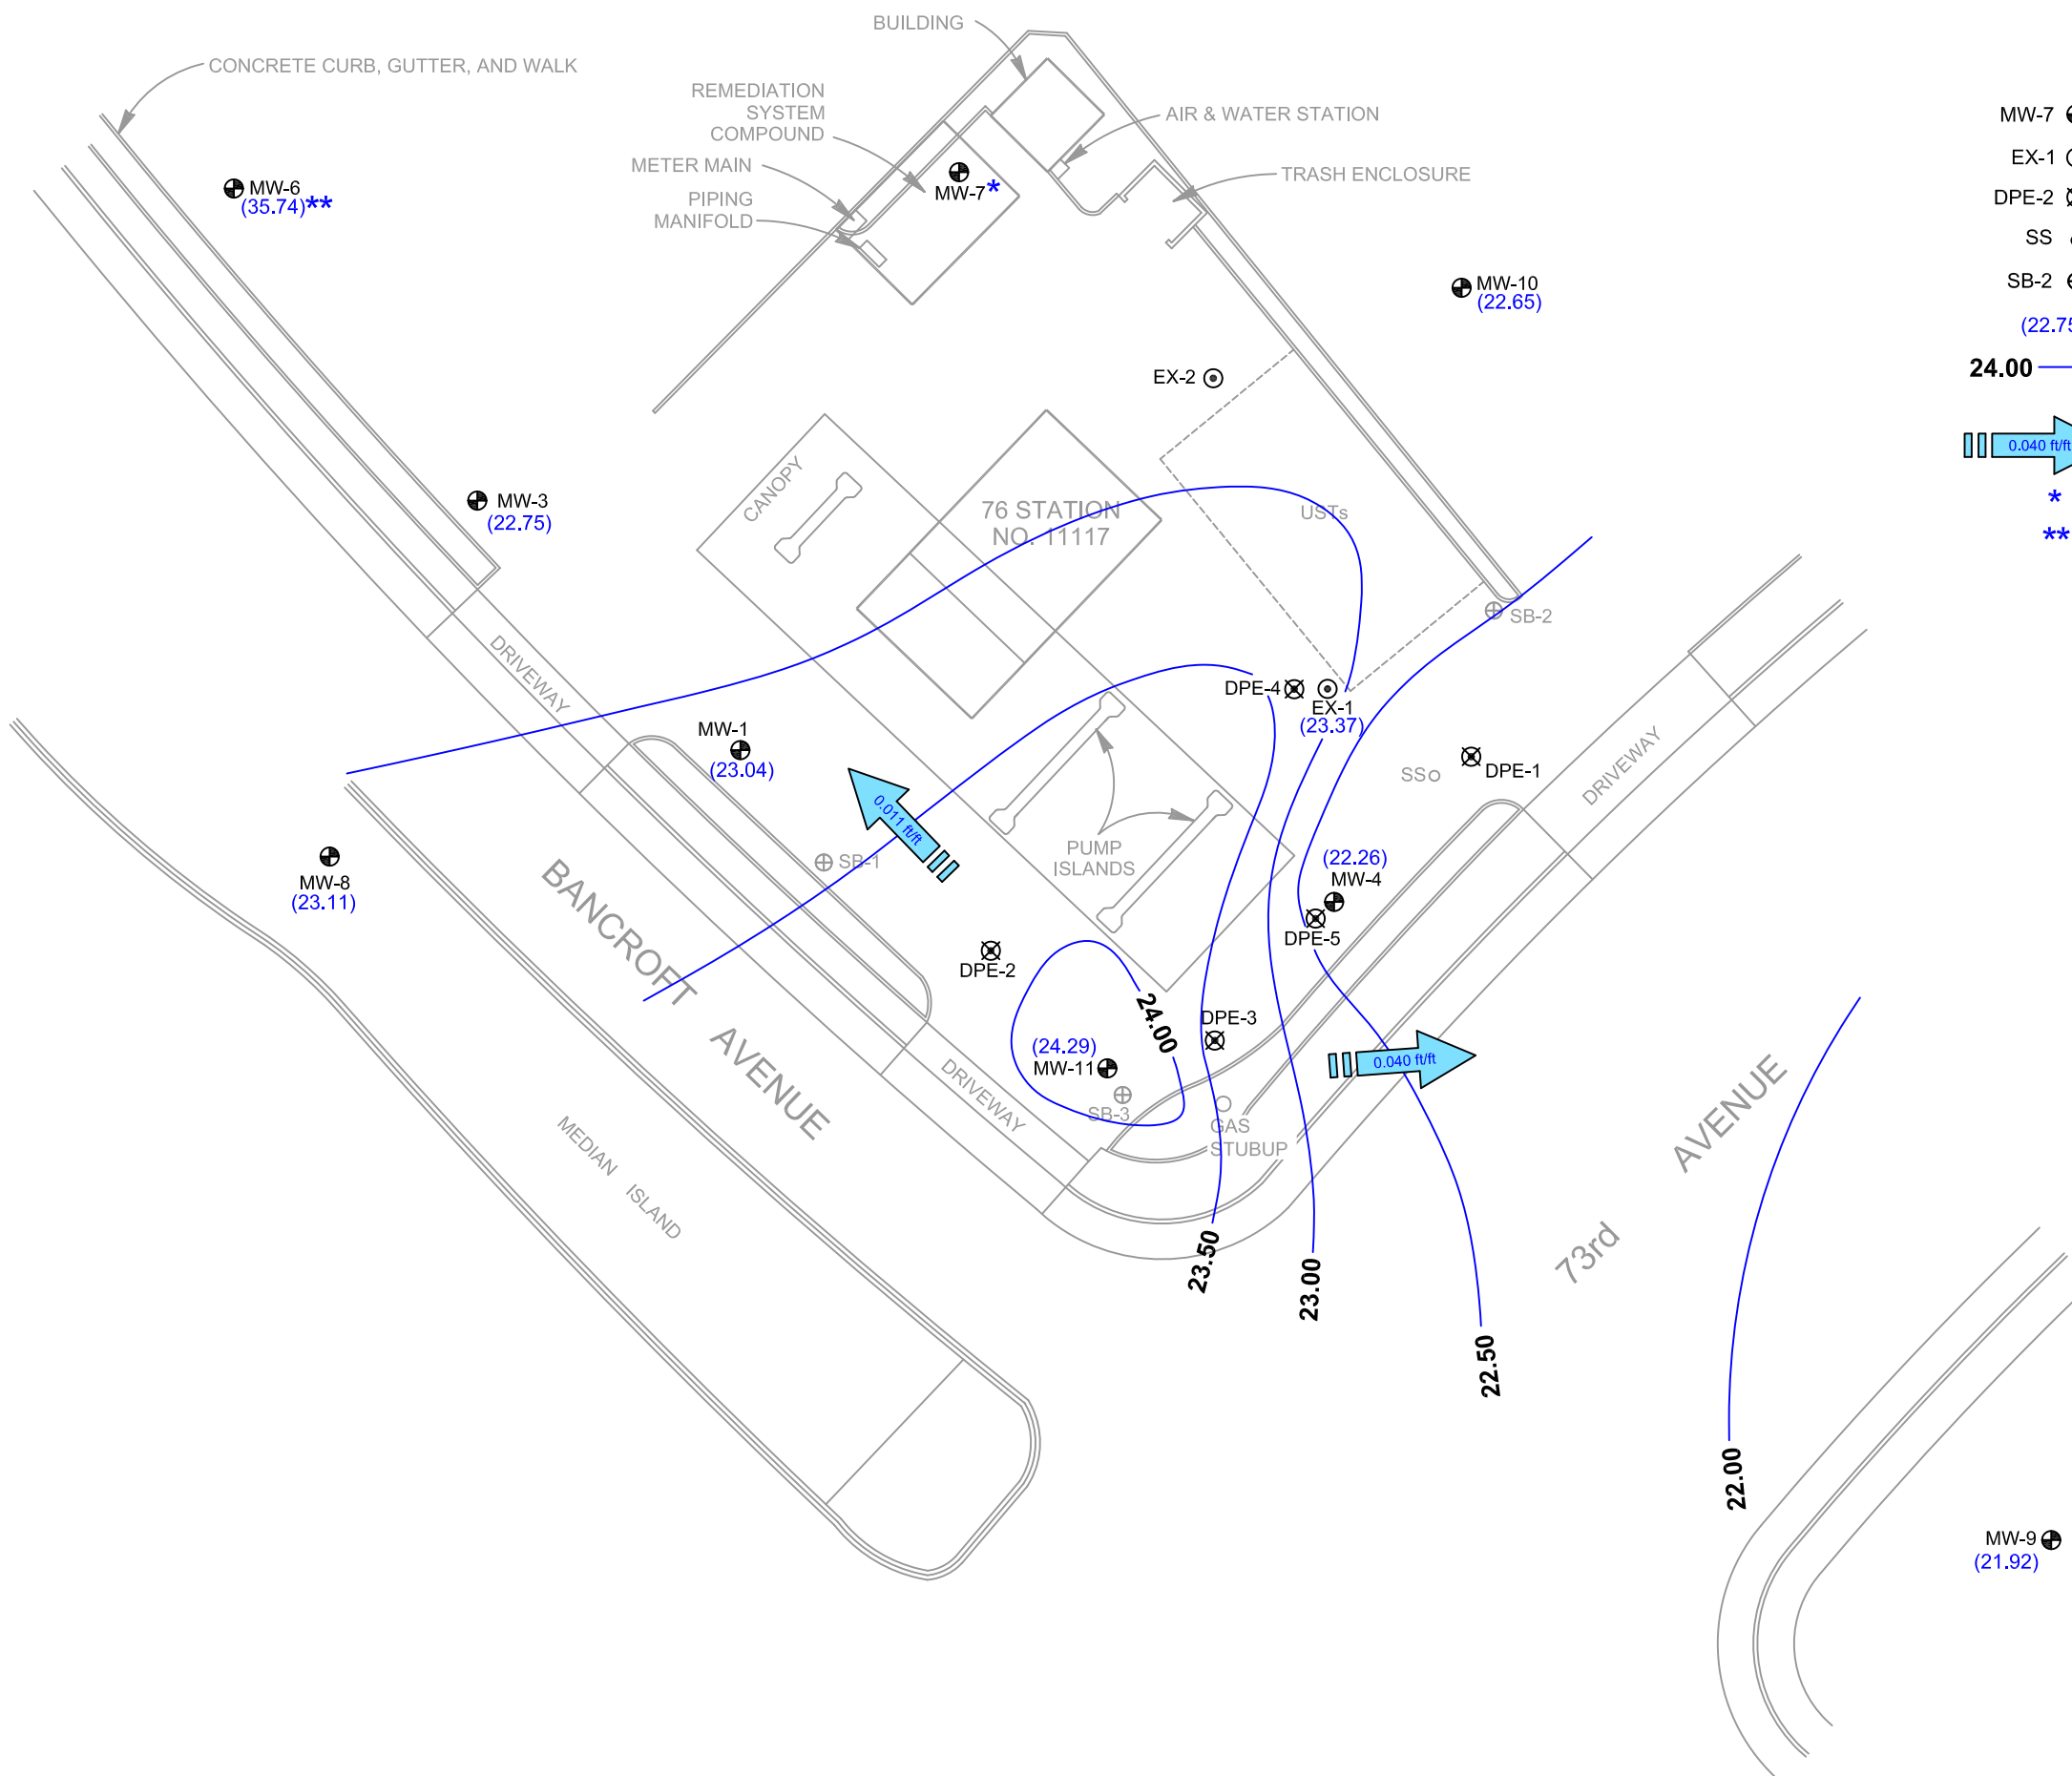 BUILDING
CONCRETE CURB, GUTTER, AND WALK
REMEDIATION
SYSTEM
COMPOUND
AIR & WATER STATION
METER MAIN
TRASH ENCLOSURE
PIPING
MANIFOLD
MW-6
(35.74)**
MW-7*
MW-10
(22.65)
MW-7
EX-1
DPE-2
SS
SB-2
(22.75
24.00
0.040 ft/ft
*
**
EX-2
CANOPY
76 STATION
NO. 11117
USTs
MW-3
(22.75)
SB-2
DRIVEWAY
DPE-4
EX-1
(23.37)
MW-1
(23.04)
SS
DPE-1
DRIVEWAY
0.011 ft/ft
SB-1
PUMP
ISLANDS
(22.26)
MW-4
DPE-5
MW-8
(23.11)
BANCROFT AVENUE
DPE-2
24.00
DPE-3
(24.29)
MW-11
SB-3
0.040 ft/ft
DRIVEWAY
GAS
STUBUP
MEDIAN ISLAND
73rd AVENUE
23.50
23.00
22.50
22.00
MW-9
(21.92)